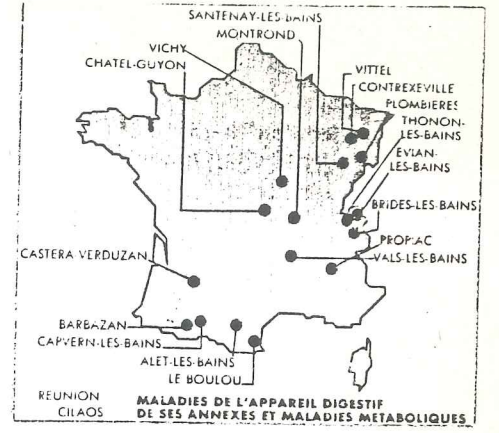 SANTENAY-LES-BAINS
MONTROND
VICHY
CHATEL-GUYON
VITTEL
CONTREXEVILLE
PLOMBIERES
THONON-
LES-BAINS
EVIAN-
LES-BAINS
BRIDES-LES-BAINS
PROPIAC
VALS-LES-BAINS
CASTERA VERDUZAN
BARBAZAN
CAPVERN-LES-BAINS
ALET-LES-BAINS
LE BOULOU
REUNION
CILAOS
MALADIES DE L'APPAREIL DIGESTIF
DE SES ANNEXES ET MALADIES METABOLIQUES